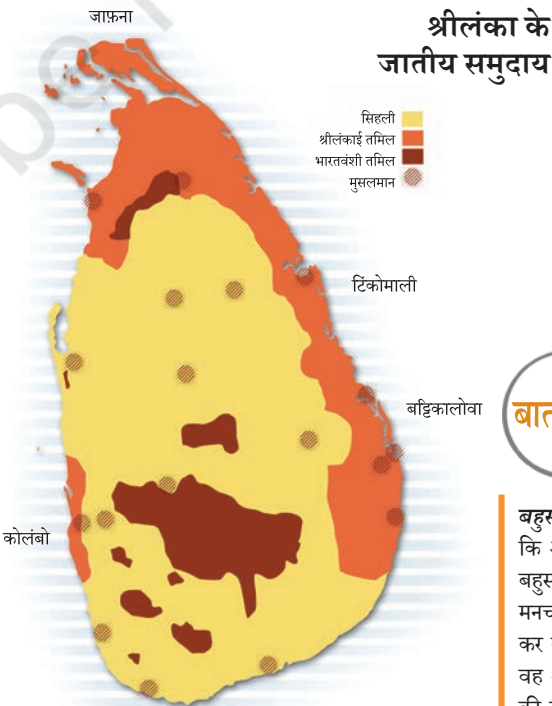 जाफ़ना
श्रीलंका के
जातीय समुदाय
सिहली
श्रीलंकाई तमिल
भारतवंशी तमिल
मुसलमान
टिंकोमाली
बट्टिकालोवा
कोलंबो
बात
बहुस
कि
बहुस
मनच
कर
वह